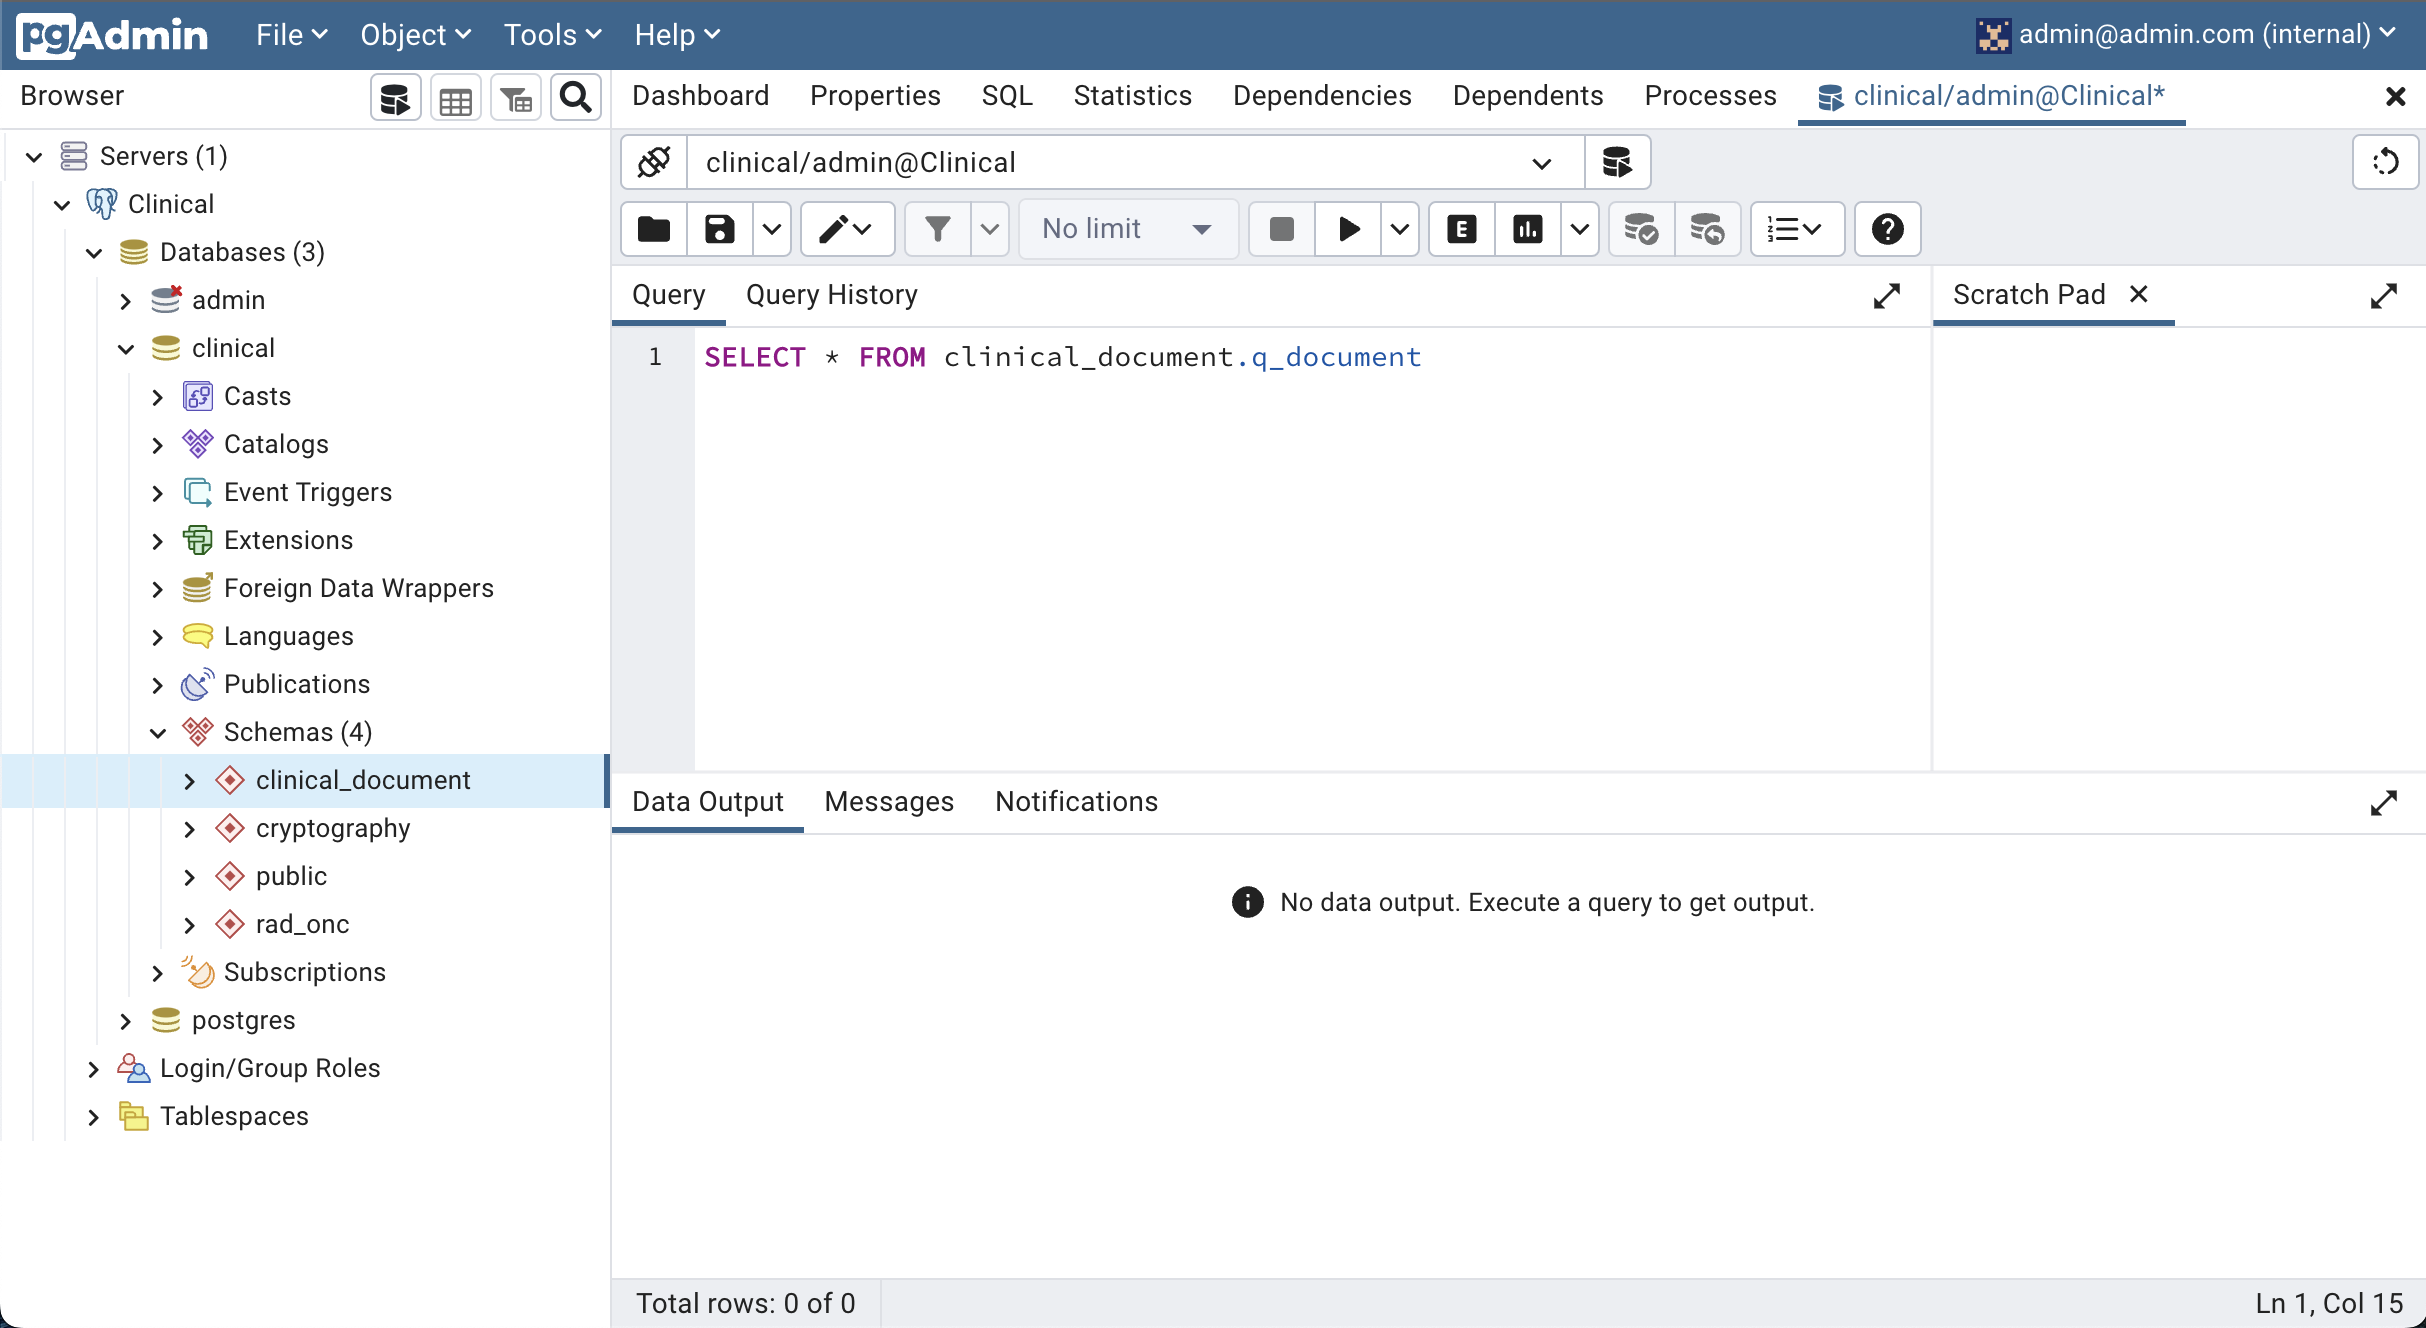 pgAdmin File Object Tools Help admin@admin.com (internal)
Browser
Dashboard Properties SQL Statistics Dependencies Dependents Processes clinical/admin@Clinical*
Servers (1)
Clinical
Databases (3)
admin
clinical
Casts
Catalogs
Event Triggers
Extensions
Foreign Data Wrappers
Languages
Publications
Schemas (4)
clinical_document
cryptography
public
rad_onc
Subscriptions
postgres
Login/Group Roles
Tablespaces
clinical/admin@Clinical
No limit
E
Query Query History
Scratch Pad
1 SELECT * FROM clinical_document.q_document
Data Output Messages Notifications
No data output. Execute a query to get output.
Total rows: 0 of 0
Ln 1, Col 15